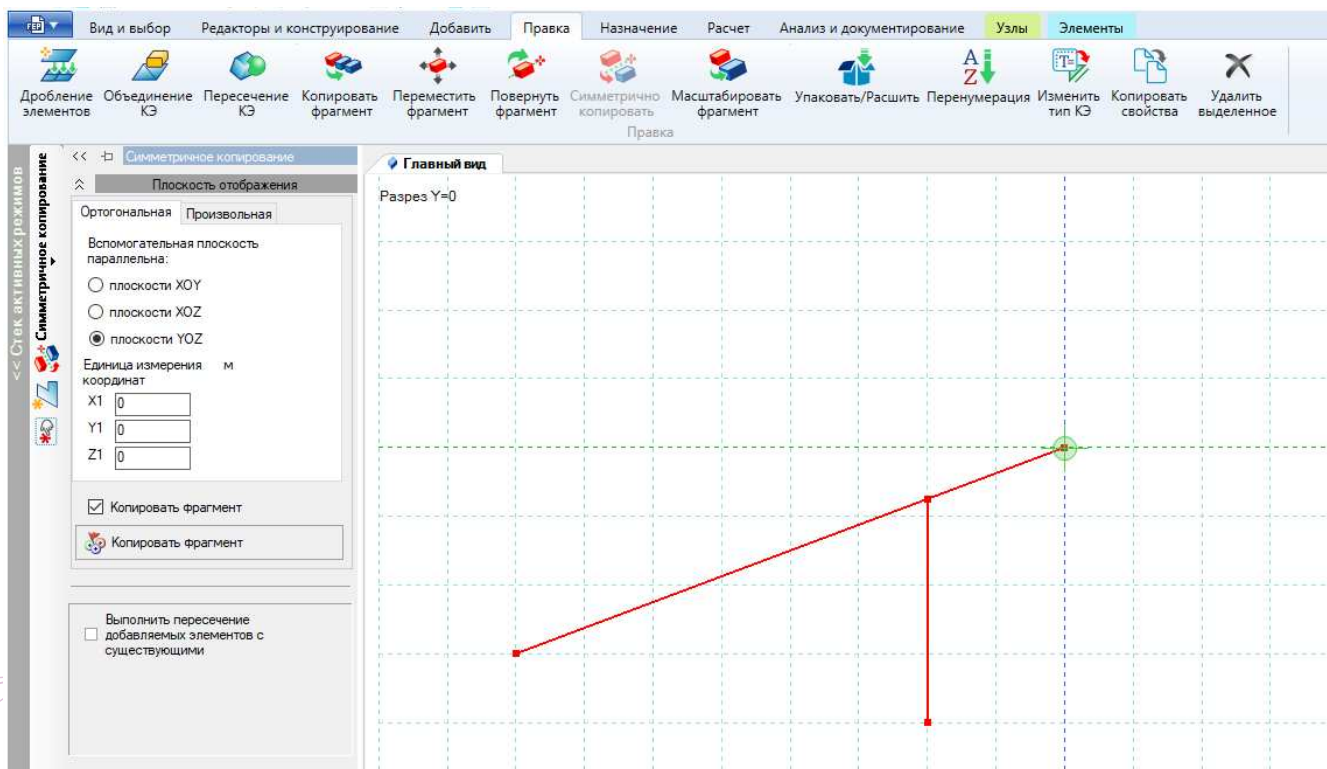 FEP
Вид и выбор Редакторы и конструирование Добавить Правка Назначение Расчет Анализ и документирование Узлы Элементы
Дробление элементов
Объединение КЭ
Пересечение КЭ
Копировать фрагмент
Переместить фрагмент
Повернуть фрагмент
Симметрично копировать
Масштабировать фрагмент
Упаковать/Расшить
Перенумерация
Изменить тип КЭ
Копировать свойства
Удалить выделенное
Правка
<< Стек активных режимов
Симметричное копирование
<< Симметричное копирование
Плоскость отображения
Ортогональная Произвольная
Вспомогательная плоскость
параллельна:
плоскости XOY
плоскости XOZ
плоскости YOZ
Единица измерения м
координат
X1 0
Y1 0
Z1 0
Копировать фрагмент
Копировать фрагмент
Выполнить пересечение
добавляемых элементов с
существующими
Главный вид
Разрез Y=0